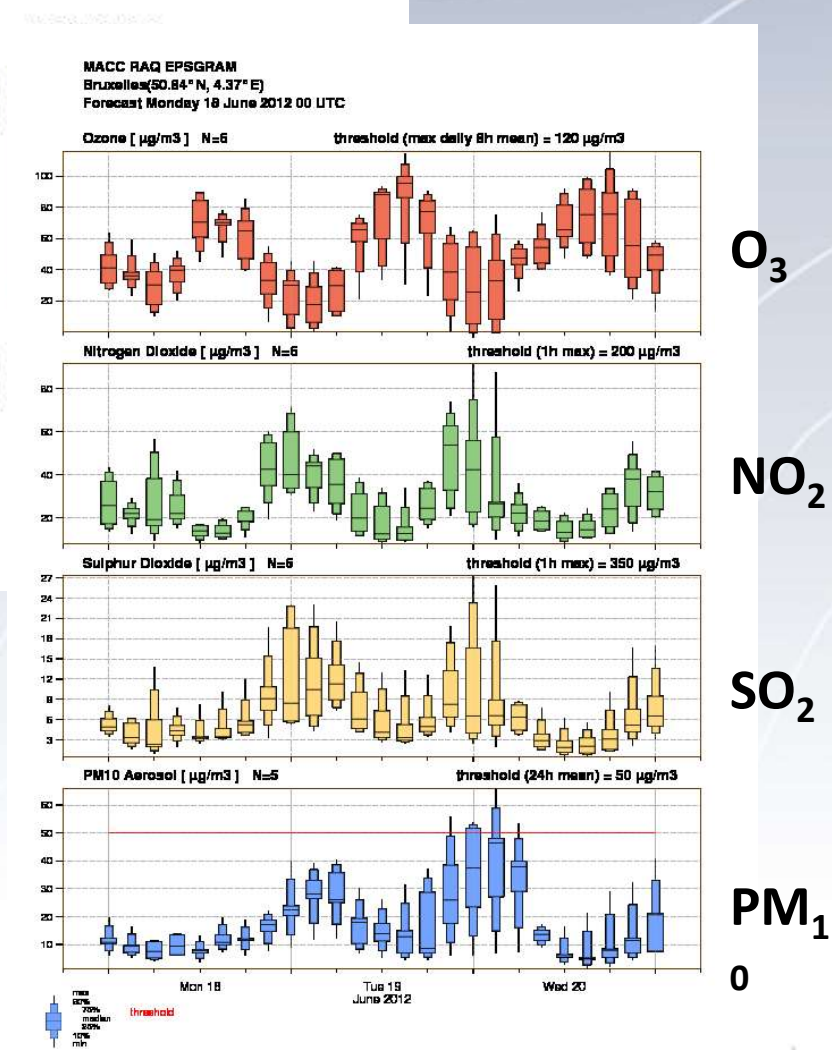 MACC RAQ EPSGRAM
Bruxelles(50.84° N, 4.37° E)
Forecast Monday 18 June 2012 00 UTC
Ozone [ µg/m3 ] N=6 threshold (max daily 8h mean) = 120 µg/m3
100
80
60
40
20
O3
Nitrogen Dioxide [ µg/m3 ] N=6 threshold (1h max) = 200 µg/m3
80
60
40
20
NO2
Sulphur Dioxide [ µg/m3 ] N=6 threshold (1h max) = 350 µg/m3
27
24
21
18
15
12
9
6
3
SO2
PM10 Aerosol [ µg/m3 ] N=5 threshold (24h mean) = 50 µg/m3
60
50
40
30
20
10
PM1
0
Mon 18 Tue 19 Wed 20
June 2012
max
90%
75%
median
25%
10%
min
threshold